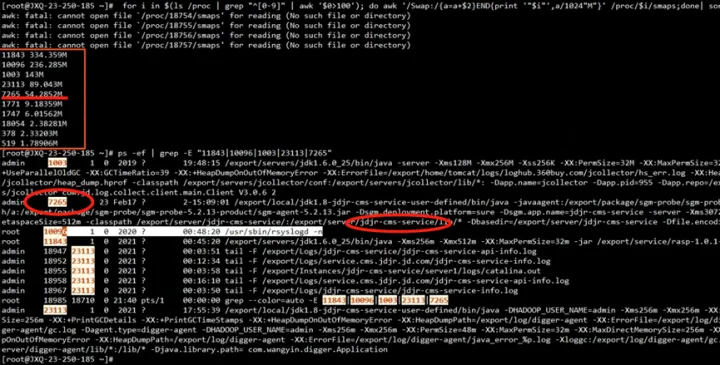 [root@JXQ-23-250-185 ~]# for i in $(ls /proc | grep "^[0-9]" | awk '$0>100'); do awk '/Swap:/{a=a+$2}END{print '"$i"',a/1024"M"}' /proc/$i/smaps;done| sor
awk: fatal: cannot open file `/proc/18754/smaps' for reading (No such file or directory)
awk: fatal: cannot open file `/proc/18755/smaps' for reading (No such file or directory)
awk: fatal: cannot open file `/proc/18756/smaps' for reading (No such file or directory)
awk: fatal: cannot open file `/proc/18757/smaps' for reading (No such file or directory)
11843 334.359M
10096 236.285M
1003 143M
23113 89.043M
7265 54.2852M
1771 9.18359M
1747 6.01562M
18054 2.38281M
378 2.33203M
519 1.78906M
[root@JXQ-23-250-185 ~]# ps -ef | grep -E "11843|10096|1003|23113|7265"
admin 1003 1 0 2019 ? 19:48:15 /export/servers/jdk1.6.0_25/bin/java -server -Xms128M -Xmx256M -Xss256K -XX:PermSize=32M -XX:MaxPermSize=32
+UseParallelOldGC -XX:GCTimeRatio=39 -XX:+HeapDumpOnOutOfMemoryError -XX:ErrorFile=/export/home/tomcat/logs/loghub.360buy.com/jcollector/hs_err.log -XX:Hea
/jcollector/heap_dump.hprof -classpath /export/servers/jcollector/conf:/export/servers/jcollector/lib/*: -Dapp.name=jcollector -Dapp.pid=955 -Dapp.repo=/ex
s/jcollector com.jd.log.collect.client.main.Client V3.0.6 2
admin 7265 1 23 Feb17 ? 2-15:09:01 /export/local/jdk1.8-jdjr-cms-service-user-defined/bin/java -javaagent:/export/package/sgm-probe/sgm-prob
h/a:/export/package/sgm-probe/sgm-probe-5.2.13-product/sgm-agent-5.2.13.jar -Dsgm.deployment.platform=sure -Dsgm.app.name=jdjr-cms-service -server -Xms307
etaspaceSize=512m -classpath /export/server/jdjr-cms-service/:/export/server/jdjr-cms-service/lib/* -Dbasedir=/export/server/jdjr-cms-service -Dfile.encodi
root 10096 1 0 2020 ? 00:48:20 /usr/sbin/rsyslogd -n
root 11843 1 0 2021 ? 00:45:20 /export/servers/jdk1.6.0_25/bin/java -Xms256m -Xmx512m -XX:MaxPermSize=32M -jar /export/servers/rasp-1.0.1
admin 18947 23113 0 2021 ? 00:03:51 tail -F /export/Logs/servicer-cms.jdjr.jd.com/jdjr-cms-service-api-info.log
admin 18952 23113 0 2021 ? 00:03:54 tail -F /export/Logs/jdjr-cms-service/jdjr-cms-service-info.log
admin 18955 23113 0 2021 ? 00:03:58 tail -F /export/Instances/jdjr-cms-service/server1/logs/catalina.out
admin 18958 23113 0 2021 ? 00:16:10 tail -F /export/Logs/cms.jdjr.jd.com/jdjr-cms-service-api-info.log
admin 18967 23113 0 2021 ? 00:03:50 tail -F /export/Logs/cms.jdjr.jd.com/jdjr-cms-service-info.log
root 18985 18710 0 21:40 pts/1 00:00:00 grep --color=auto -E 11843|10096|1003|23113|7265
admin 23113 1 0 2021 ? 17:55:39 /export/local/jdk1.8-jdjr-cms-service-user-defined/bin/java -DHADOOP_USER_NAME=admin -Xms256m -Xmx256m -XX
Size=256m -XX:+PrintGCDetails -XX:+PrintGCTimeStamps -XX:+HeapDumpOnOutOfMemoryError -XX:HeapDumpPath=/export/log/digger-agent -XX:ErrorFile=/export/log/di
gger-agent/gc.log -Dagent.type=digger-agent -DHADOOP_USER_NAME=admin -Xms256m -Xmx256m -XX:PermSize=48m -XX:MaxPermSize=32m -XX:MaxDirectMemorySize=256m -XX
pOnOutOfMemoryError -XX:HeapDumpPath=/export/log/digger-agent -XX:ErrorFile=/export/log/digger-agent/java_error_%p.log -Xloggc:/export/log/digger-agent/gc.
erver/digger-agent/lib/*:/lib/* -Djava.library.path= com.wangyin.digger.Application
[root@JXQ-23-250-185 ~]#